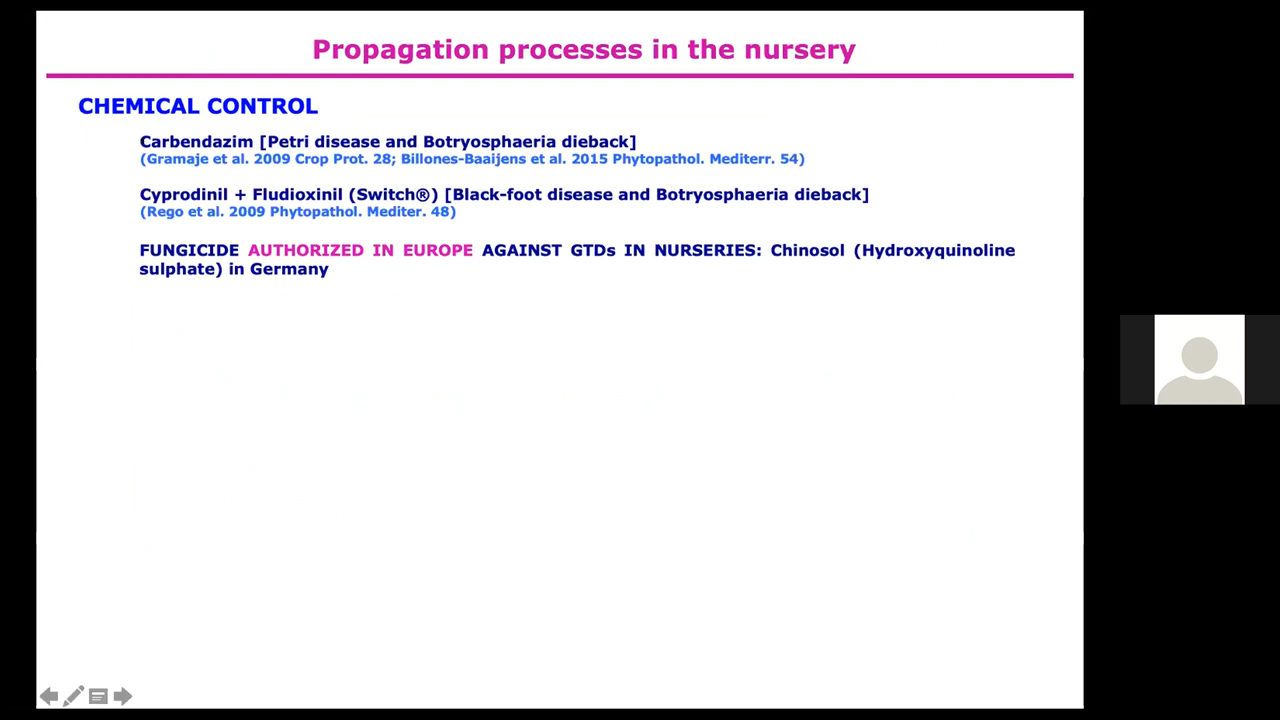 Propagation processes in the nursery
CHEMICAL CONTROL
Carbendazim [Petri disease and Botryosphaeria dieback]
(Gramaje et al. 2009 Crop Prot. 28; Billones-Baaijens et al. 2015 Phytopathol. Mediterr. 54)
Cyprodinil + Fludioxinil (Switch®) [Black-foot disease and Botryosphaeria dieback]
(Rego et al. 2009 Phytopathol. Mediter. 48)
FUNGICIDE AUTHORIZED IN EUROPE AGAINST GTDs IN NURSERIES: Chinosol (Hydroxyquinoline
sulphate) in Germany